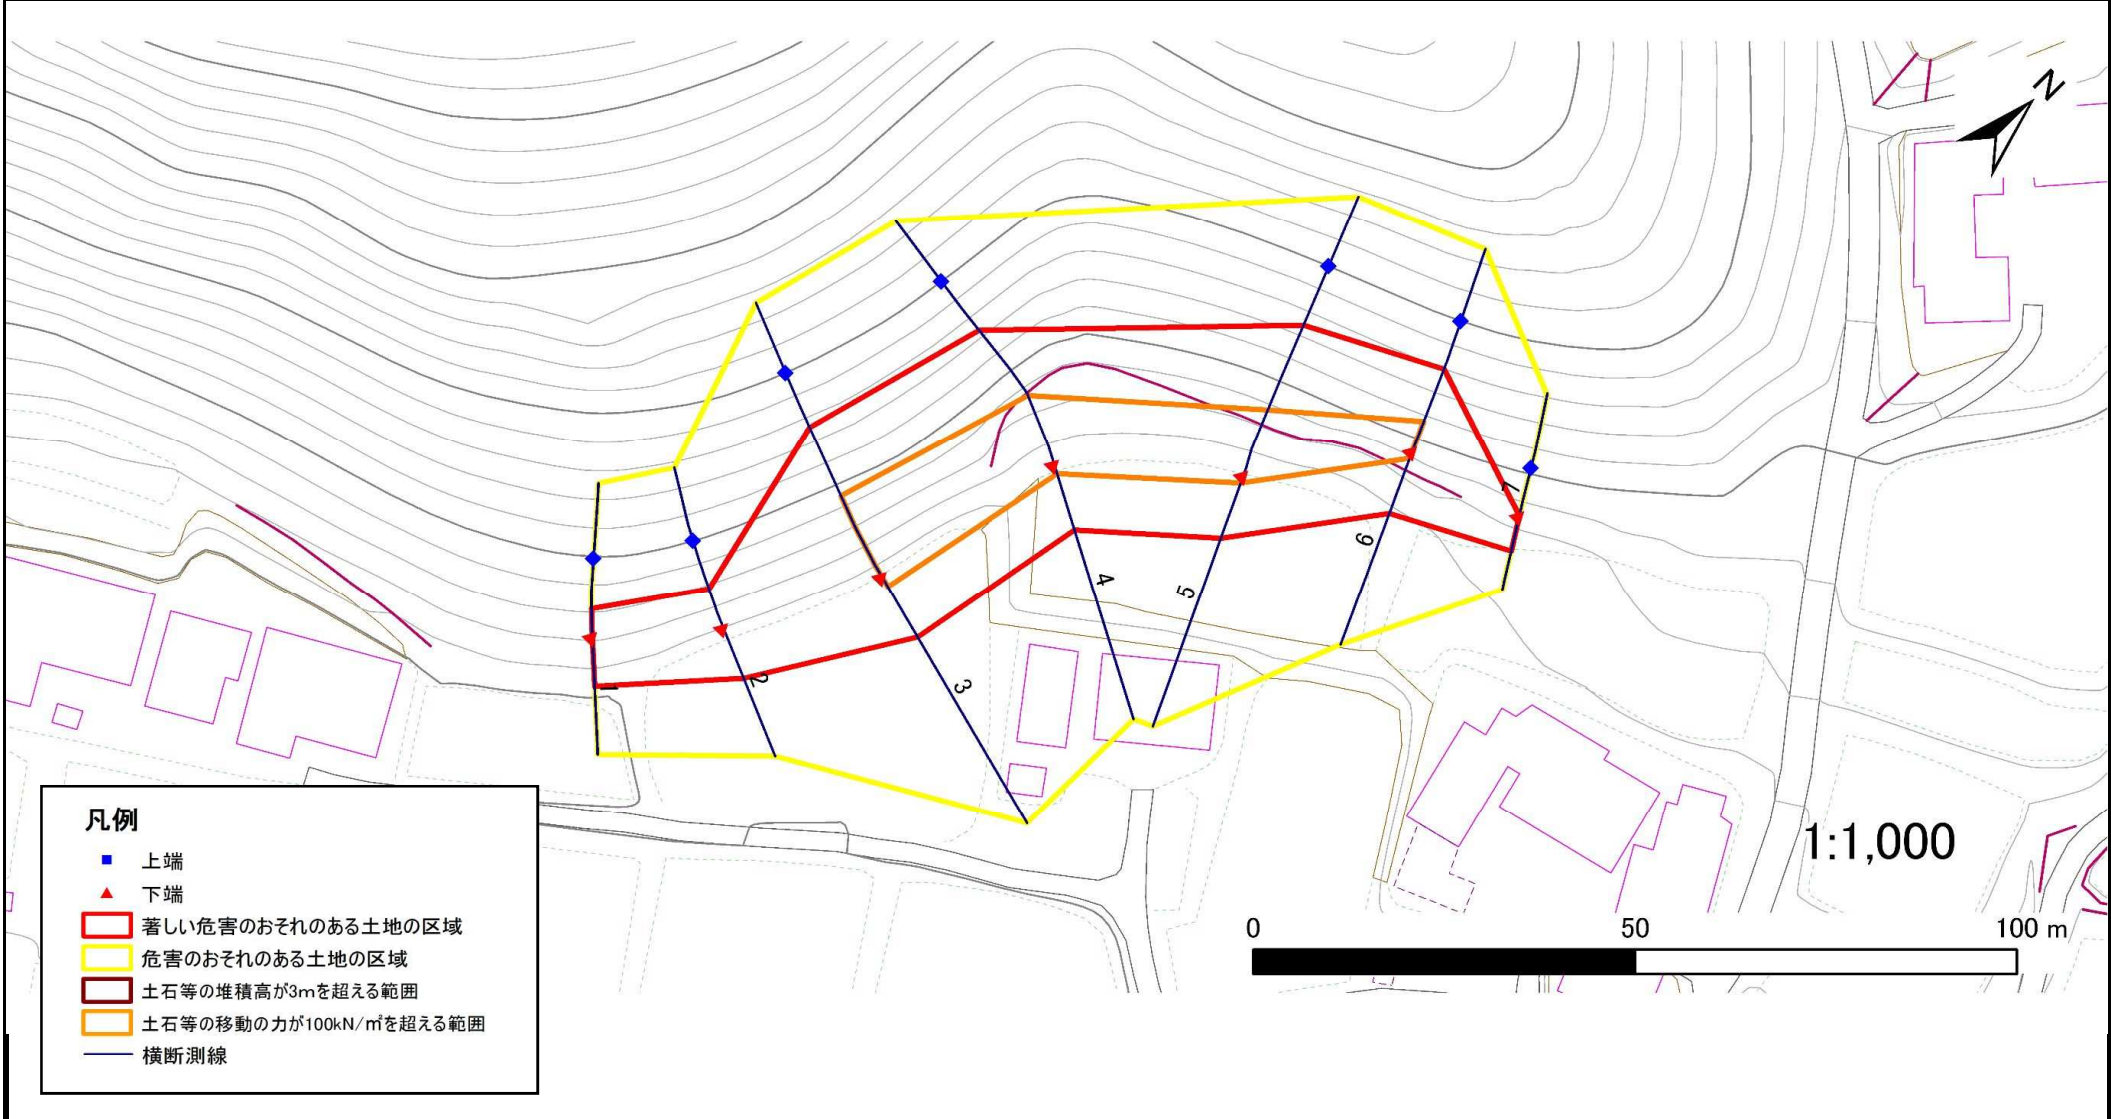 N
7
6
5
4
3
2
1
1:1,000
0 50 100 m
凡例
上端
下端
著しい危害のおそれのある土地の区域
危害のおそれのある土地の区域
土石等の堆積高が3mを超える範囲
土石等の移動の力が100kN/㎡を超える範囲
横断測線